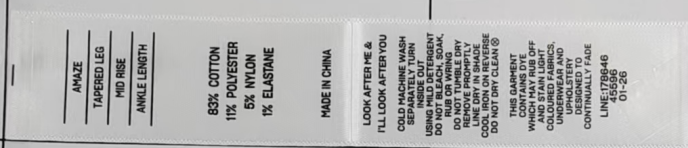 AMAZE
TAPERED LEG
MID RISE
ANKLE LENGTH
83% COTTON
11% POLYESTER
5% NYLON
1% ELASTANE
MADE IN CHINA
LOOK AFTER ME &
I'LL LOOK AFTER YOU
COLD MACHINE WASH
SEPARATELY TURN
INSIDE OUT
USING MILD DETERGENT
DO NOT BLEACH, SOAK,
RUB OR WRING
DO NOT TUMBLE DRY
REMOVE PROMPTLY
LINE DRY IN SHADE
COOL IRON ON REVERSE
DO NOT DRY CLEAN ⓧ
THIS GARMENT
CONTAINS DYE
WHICH MAY RUB OFF
AND STAIN LIGHT
COLOURED FABRICS,
UNDERWEAR AND
UPHOLSTERY
DESIGNED TO
CONTINUALLY FADE
LINE:178646
45596
01-26